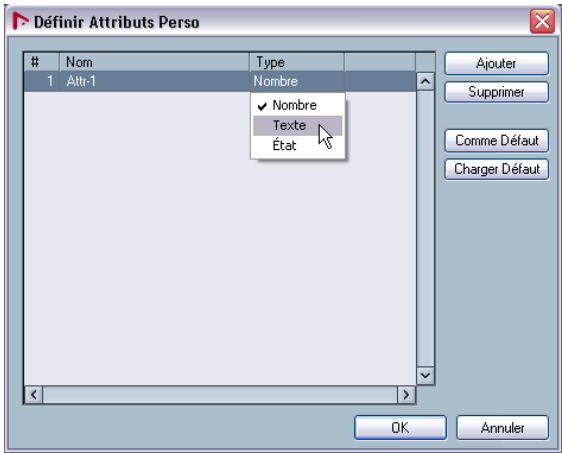 Définir Attributs Perso
# Nom Type
1 Attr-1 Nombre
Nombre
Texte
État
Ajouter
Supprimer
Comme Défaut
Charger Défaut
OK Annuler